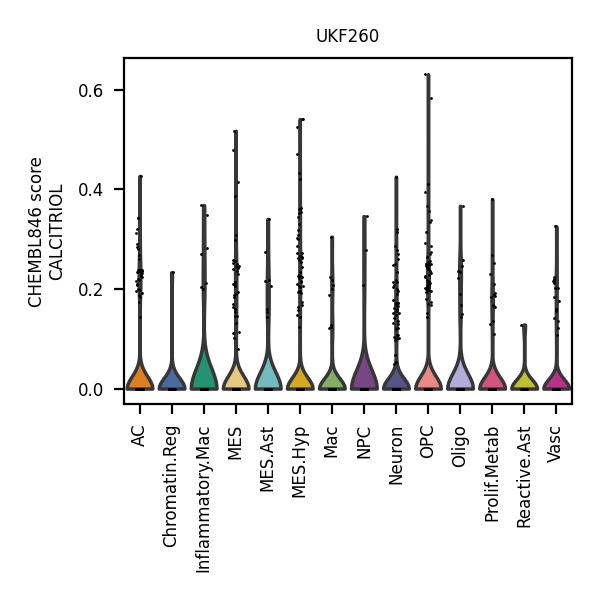 UKF260
CHEMBL846 score
CALCITRIOL
0.6
0.4
0.2
0.0
AC
Chromatin.Reg
Inflammatory.Mac
MES
MES.Ast
MES.Hyp
Mac
NPC
Neuron
OPC
Oligo
Prolif.Metab
Reactive.Ast
Vasc